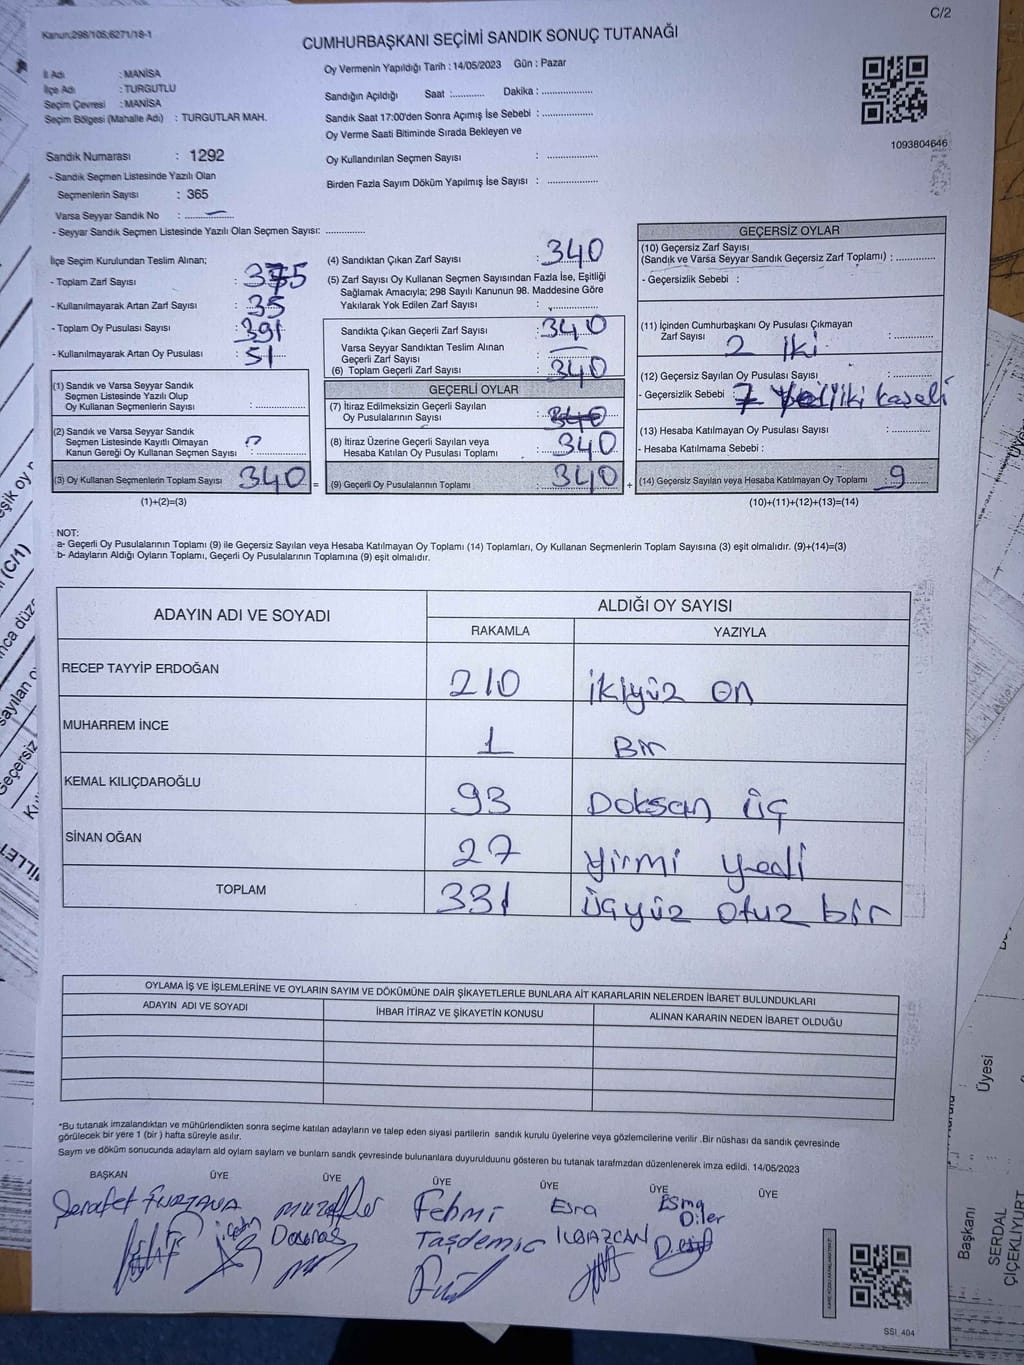 C/2
Kanun:298/105;6271/18-1
CUMHURBAŞKANI SEÇİMİ SANDIK SONUÇ TUTANAĞI
İl Adı : MANİSA
İlçe Adı : TURGUTLU
Seçim Çevresi : MANİSA
Seçim Bölgesi (Mahalle Adı) : TURGUTLAR MAH.
Sandık Numarası : 1292
- Sandık Seçmen Listesinde Yazılı Olan
Seçmenlerin Sayısı : 365
Varsa Seyyar Sandık No :
- Seyyar Sandık Seçmen Listesinde Yazılı Olan Seçmen Sayısı: ..............
Oy Vermenin Yapıldığı Tarih : 14/05/2023 Gün : Pazar
Sandığın Açıldığı Saat :............ Dakika : ..................
Sandık Saat 17:00'den Sonra Açımış İse Sebebi : ..................
Oy Verme Saati Bitiminde Sırada Bekleyen ve
Oy Kullandırılan Seçmen Sayısı : ..................
Birden Fazla Sayım Döküm Yapılmış İse Sayısı : ..................
1093804646
İlçe Seçim Kurulundan Teslim Alınan;
- Toplam Zarf Sayısı : 375
- Kullanılmayarak Artan Zarf Sayısı : 35
- Toplam Oy Pusulası Sayısı : 391
- Kullanılmayarak Artan Oy Pusulası : 51
(1) Sandık ve Varsa Seyyar Sandık
Seçmen Listesinde Yazılı Olup
Oy Kullanan Seçmenlerin Sayısı : ..................
(2) Sandık ve Varsa Seyyar Sandık
Seçmen Listesinde Kayıtlı Olmayan
Kanun Gereği Oy Kullanan Seçmen Sayısı :
(3) Oy Kullanan Seçmenlerin Toplam Sayısı 340 =
(1)+(2)=(3)
(4) Sandıktan Çıkan Zarf Sayısı : 340
(5) Zarf Sayısı Oy Kullanan Seçmen Sayısından Fazla İse, Eşitliği
Sağlamak Amacıyla; 298 Sayılı Kanunun 98. Maddesine Göre
Yakılarak Yok Edilen Zarf Sayısı : ..................
Sandıkta Çıkan Geçerli Zarf Sayısı : 340
Varsa Seyyar Sandıktan Teslim Alınan
Geçerli Zarf Sayısı :
(6) Toplam Geçerli Zarf Sayısı : 340
GEÇERLİ OYLAR
(7) İtiraz Edilmeksizin Geçerli Sayılan
Oy Pusulalarının Sayısı : 340
(8) İtiraz Üzerine Geçerli Sayılan veya
Hesaba Katılan Oy Pusulası Toplamı : 340
(9) Geçerli Oy Pusulalarının Toplamı : 340 +
GEÇERSİZ OYLAR
(10) Geçersiz Zarf Sayısı
(Sandık ve Varsa Seyyar Sandık Geçersiz Zarf Toplamı) : ............
- Geçersizlik Sebebi :
(11) İçinden Cumhurbaşkanı Oy Pusulası Çıkmayan
Zarf Sayısı : ............
2 iki
(12) Geçersiz Sayılan Oy Pusulası Sayısı : ............
- Geçersizlik Sebebi 7
(13) Hesaba Katılmayan Oy Pusulası Sayısı : ............
- Hesaba Katılmama Sebebi :
(14) Geçersiz Sayılan veya Hesaba Katılmayan Oy Toplamı : 9
(10)+(11)+(12)+(13)=(14)
NOT:
a- Geçerli Oy Pusulalarının Toplamı (9) ile Geçersiz Sayılan veya Hesaba Katılmayan Oy Toplamı (14) Toplamları, Oy Kullanan Seçmenlerin Toplam Sayısına (3) eşit olmalıdır. (9)+(14)=(3)
b- Adayların Aldığı Oyların Toplamı, Geçerli Oy Pusulalarının Toplamına (9) eşit olmalıdır.
ADAYIN ADI VE SOYADI ALDIĞI OY SAYISI
RAKAMLA YAZIYLA
RECEP TAYYİP ERDOĞAN 210 ikiyüz on
MUHARREM İNCE 1 Bir
KEMAL KILIÇDAROĞLU 93 Doksan üç
SİNAN OĞAN 27 yirmi yedi
TOPLAM 331 üçyüz otuz bir
OYLAMA İŞ VE İŞLEMLERİNE VE OYLARIN SAYIM VE DÖKÜMÜNE DAİR ŞİKAYETLERLE BUNLARA AİT KARARLARIN NELERDEN İBARET BULUNDUKLARI
ADAYIN ADI VE SOYADI İHBAR İTİRAZ VE ŞİKAYETİN KONUSU ALINAN KARARIN NEDEN İBARET OLDUĞU
*Bu tutanak imzalandıktan ve mühürlendikten sonra seçime katılan adayların ve talep eden siyasi partilerin sandık kurulu üyelerine veya gözlemcilerine verilir .Bir nüshası da sandık çevresinde
görülecek bir yere 1 (bir ) hafta süreyle asılır.
Sayım ve döküm sonucunda adayların ald oyların sayları ve bunların sandk çevresinde bulunanlara duyurulduunu gösteren bu tutanak tarafmzdan düzenlenerek imza edildi. 14/05/2023
BAŞKAN ÜYE ÜYE ÜYE ÜYE ÜYE ÜYE
Şerafet FIRTANA muzaffer Fehmi Esra Esma
Taşdemir İLBAZCAN Diler
SSI_404
(C/1)
Üyesi
Başkanı
SERDAL
ÇİÇEKLİYURT